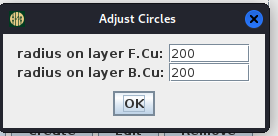 Adjust Circles
radius on layer F.Cu: 200
radius on layer B.Cu: 200
OK